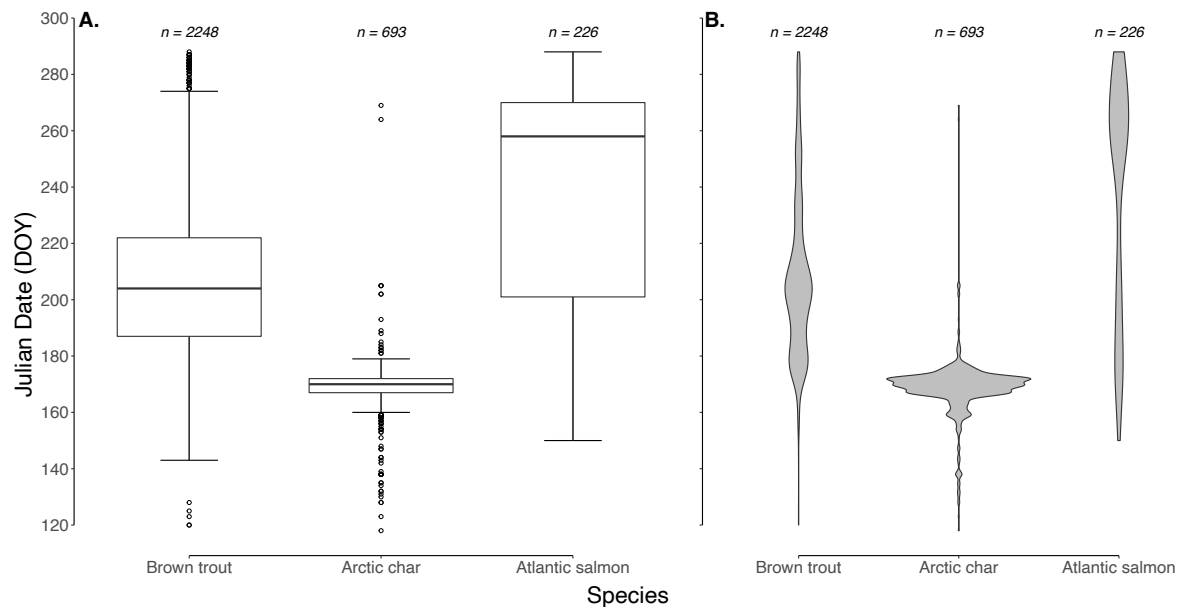 A.
B.
n = 2248
n = 693
n = 226
n = 2248
n = 693
n = 226
300
280
260
240
220
200
180
160
140
120
Julian Date (DOY)
Brown trout
Arctic char
Atlantic salmon
Brown trout
Arctic char
Atlantic salmon
Species